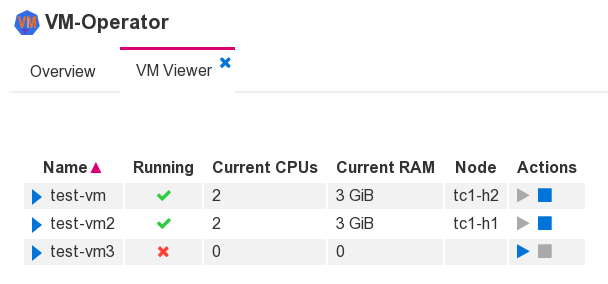 VM VM-Operator
Overview VM Viewer
Name Running Current CPUs Current RAM Node Actions
test-vm 2 3 GiB tc1-h2
test-vm2 2 3 GiB tc1-h1
test-vm3 0 0